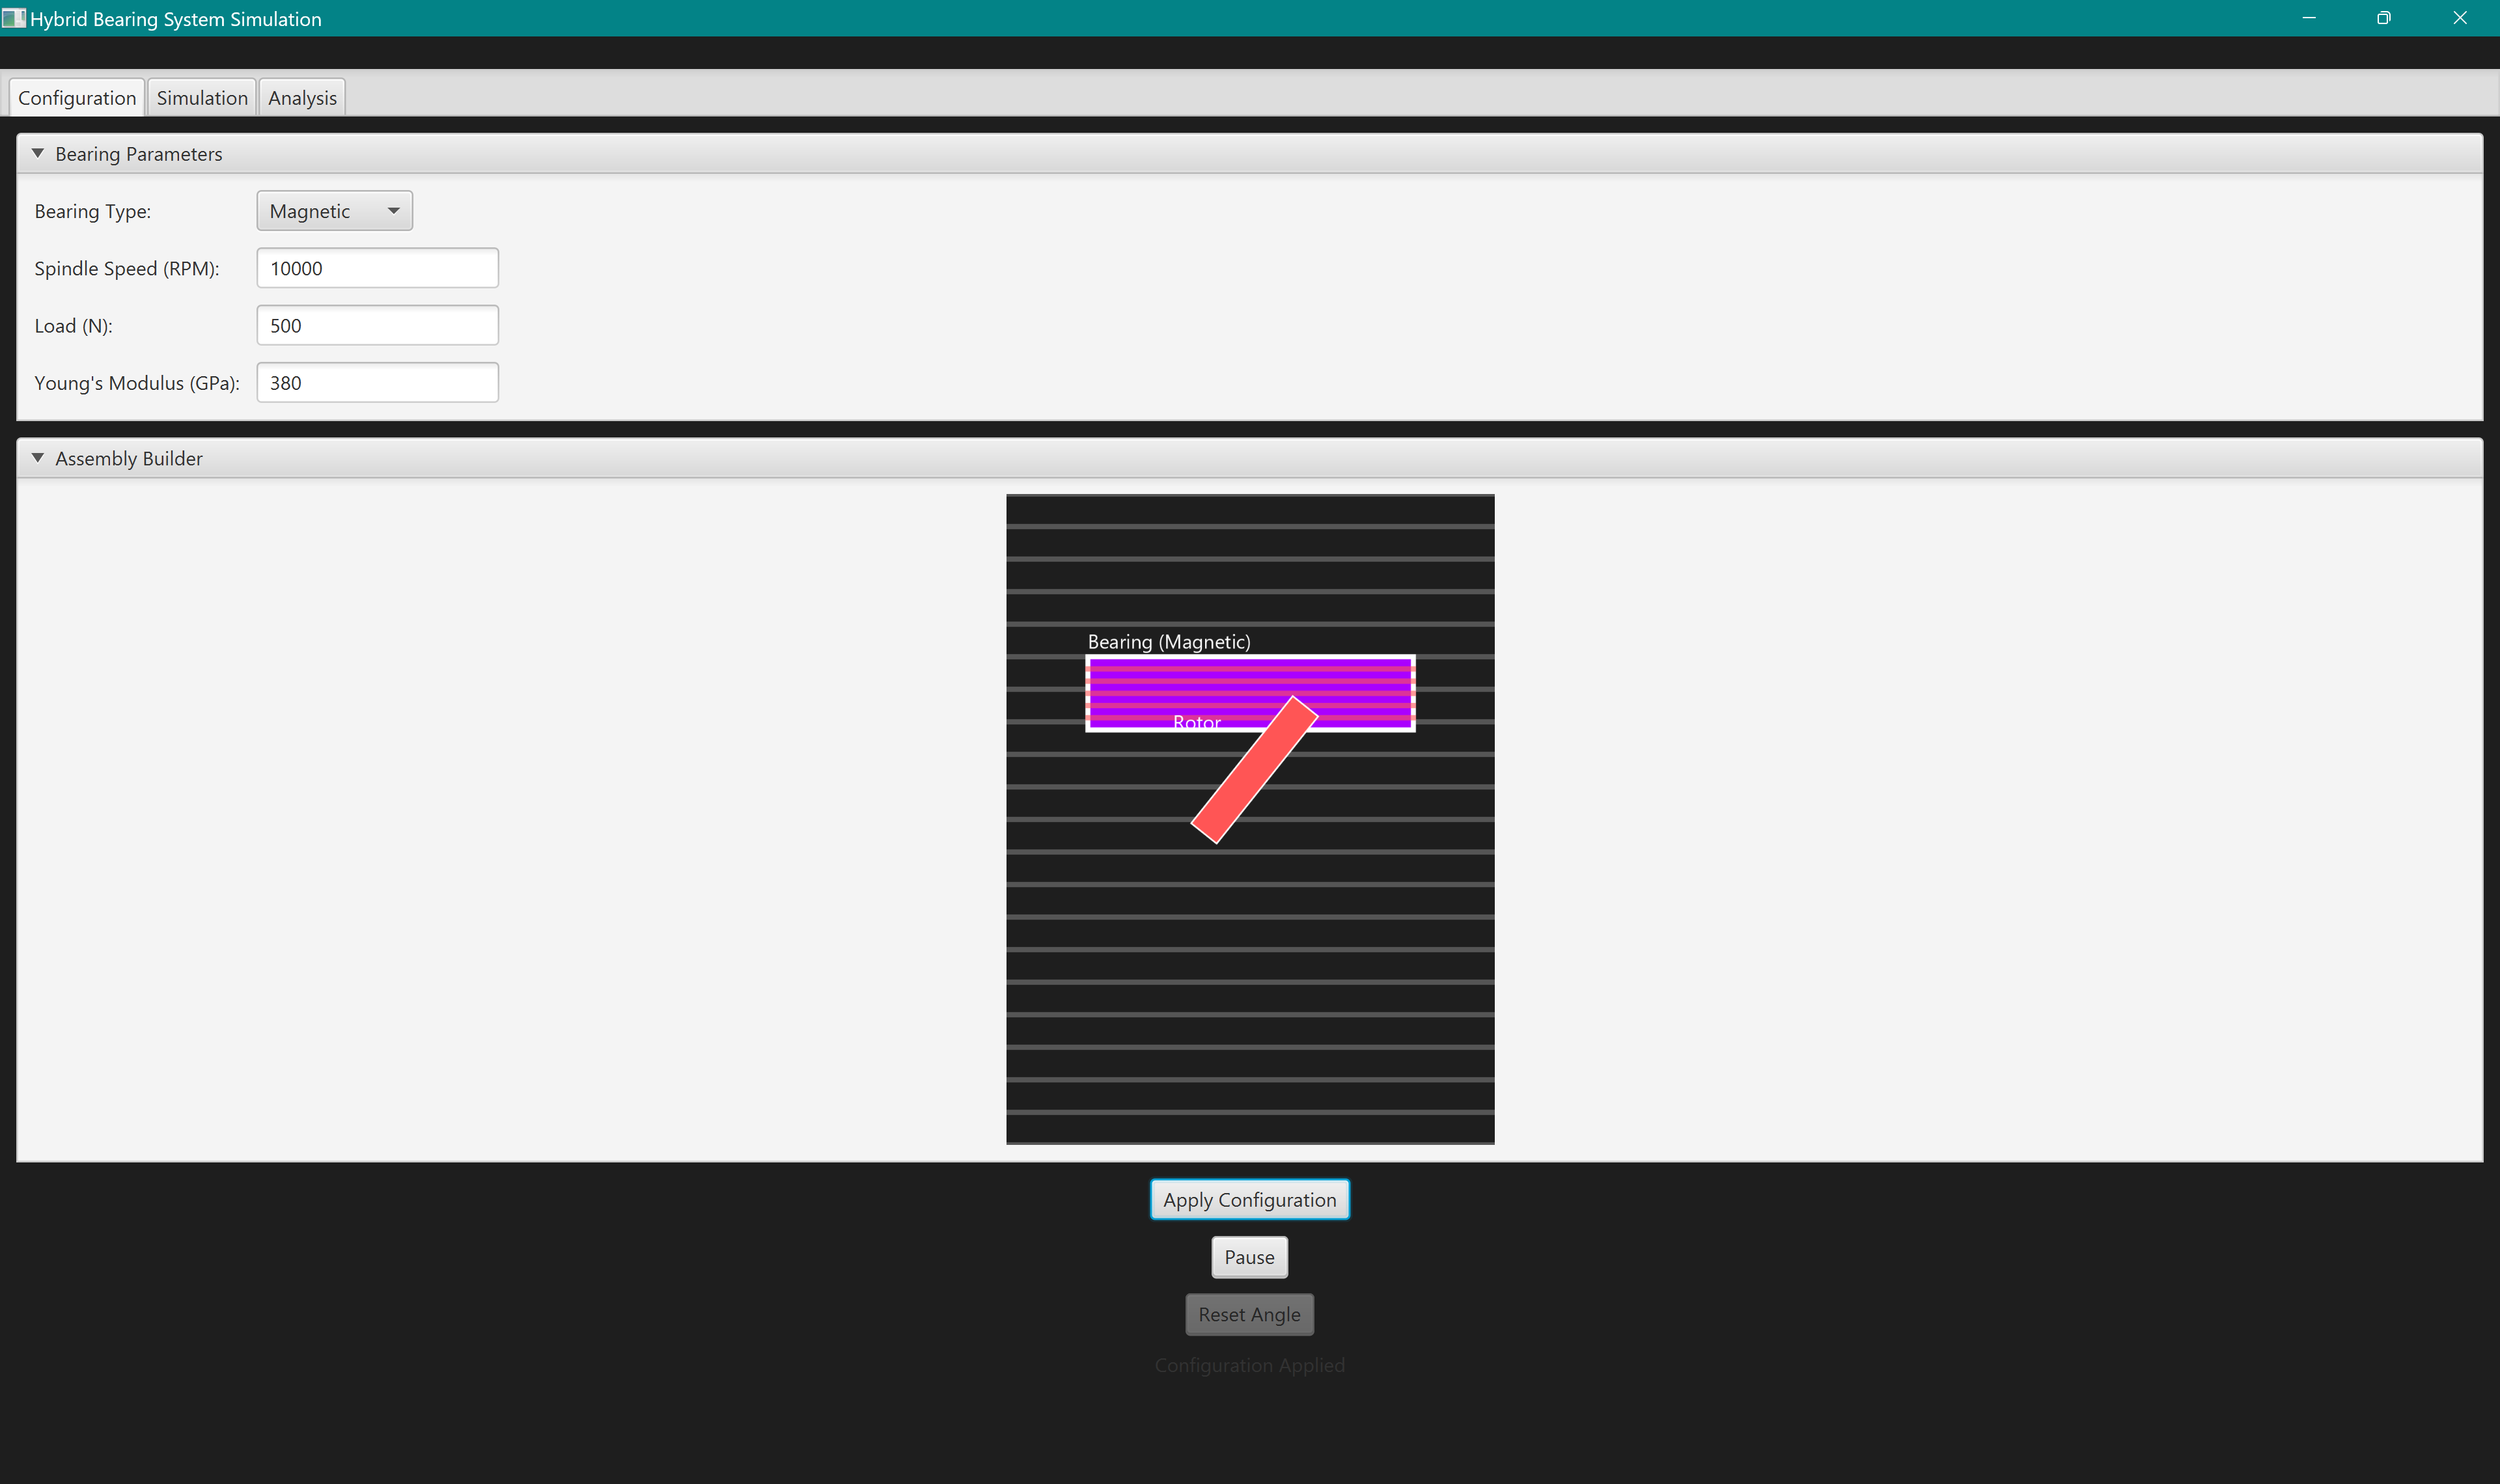 Hybrid Bearing System Simulation
Configuration Simulation Analysis
Bearing Parameters
Bearing Type: Magnetic
Spindle Speed (RPM): 10000
Load (N): 500
Young's Modulus (GPa): 380
Assembly Builder
Bearing (Magnetic)
Rotor
Apply Configuration
Pause
Reset Angle
Configuration Applied